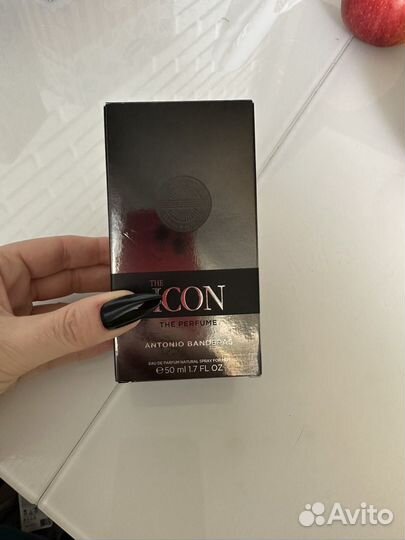 THE
ICON
THE PERFUME
ANTONIO BANDERAS
EAU DE PARFUM NATURAL SPRAY FOR MEN
℮50 ml 1.7 FL OZ
Avito